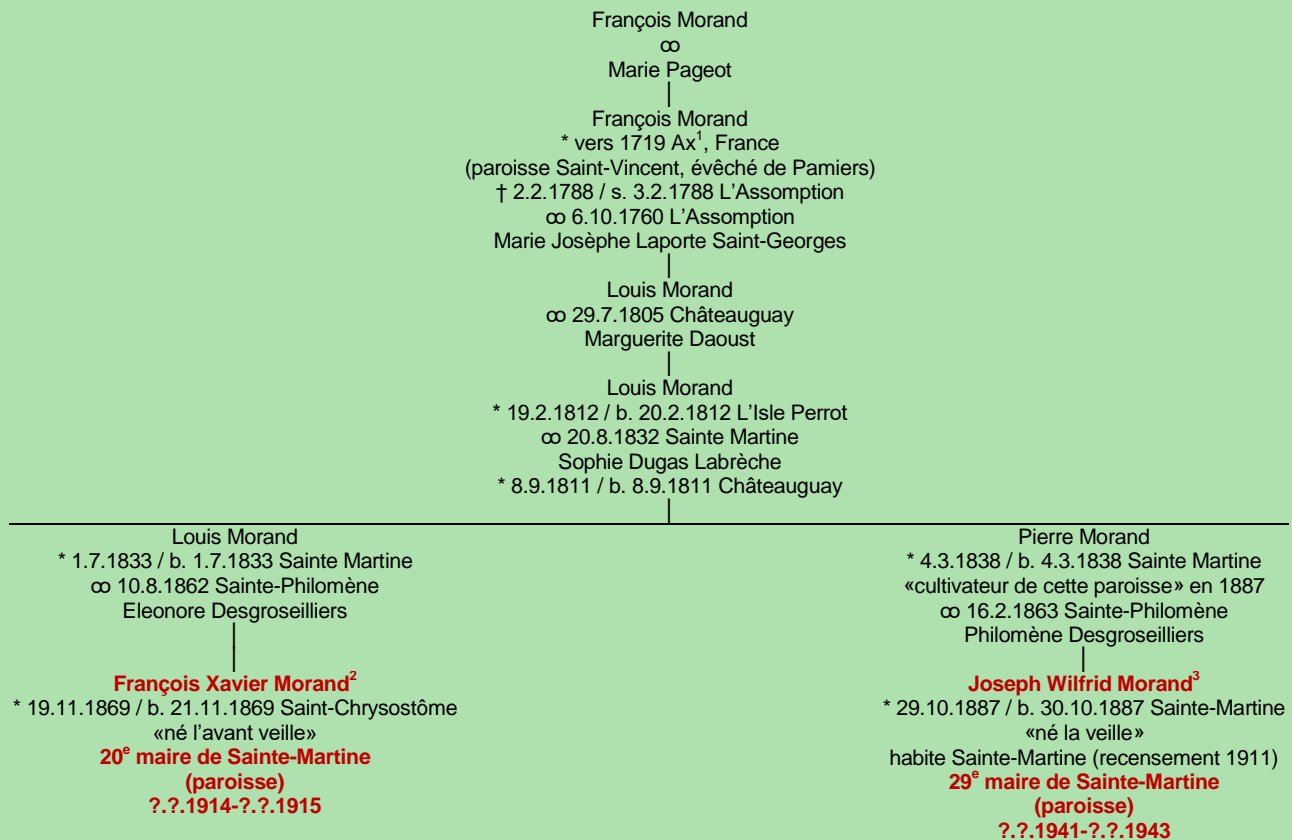 François Morand
∞
Marie Pageot
François Morand
* vers 1719 Ax¹, France
(paroisse Saint-Vincent, évêché de Pamiers)
† 2.2.1788 / s. 3.2.1788 L'Assomption
∞ 6.10.1760 L'Assomption
Marie Josèphe Laporte Saint-Georges
Louis Morand
∞ 29.7.1805 Châteauguay
Marguerite Daoust
Louis Morand
* 19.2.1812 / b. 20.2.1812 L'Isle Perrot
∞ 20.8.1832 Sainte Martine
Sophie Dugas Labrèche
* 8.9.1811 / b. 8.9.1811 Châteauguay
Louis Morand
* 1.7.1833 / b. 1.7.1833 Sainte Martine
∞ 10.8.1862 Sainte-Philomène
Eleonore Desgroseilliers
François Xavier Morand²
* 19.11.1869 / b. 21.11.1869 Saint-Chrysostôme
«né l'avant veille»
20e maire de Sainte-Martine
(paroisse)
?.?.1914-?.?.1915
Pierre Morand
* 4.3.1838 / b. 4.3.1838 Sainte Martine
«cultivateur de cette paroisse» en 1887
∞ 16.2.1863 Sainte-Philomène
Philomène Desgroseilliers
Joseph Wilfrid Morand³
* 29.10.1887 / b. 30.10.1887 Sainte-Martine
«né la veille»
habite Sainte-Martine (recensement 1911)
29e maire de Sainte-Martine
(paroisse)
?.?.1941-?.?.1943